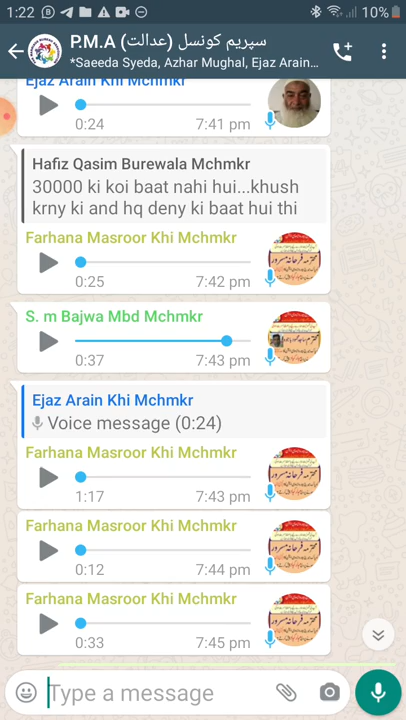 1:22
10%
P.M.A سپریم کونسل (عدالت)
*Saeeda Syeda, Azhar Mughal, Ejaz Arain...
Ejaz Arain Khi Mchmkr
0:24 7:41 pm
Hafiz Qasim Burewala Mchmkr
30000 ki koi baat nahi hui...khush
krny ki and hq deny ki baat hui thi
Farhana Masroor Khi Mchmkr
0:25 7:42 pm
S. m Bajwa Mbd Mchmkr
0:37 7:43 pm
Ejaz Arain Khi Mchmkr
Voice message (0:24)
Farhana Masroor Khi Mchmkr
1:17 7:43 pm
Farhana Masroor Khi Mchmkr
0:12 7:44 pm
Farhana Masroor Khi Mchmkr
0:33 7:45 pm
Type a message